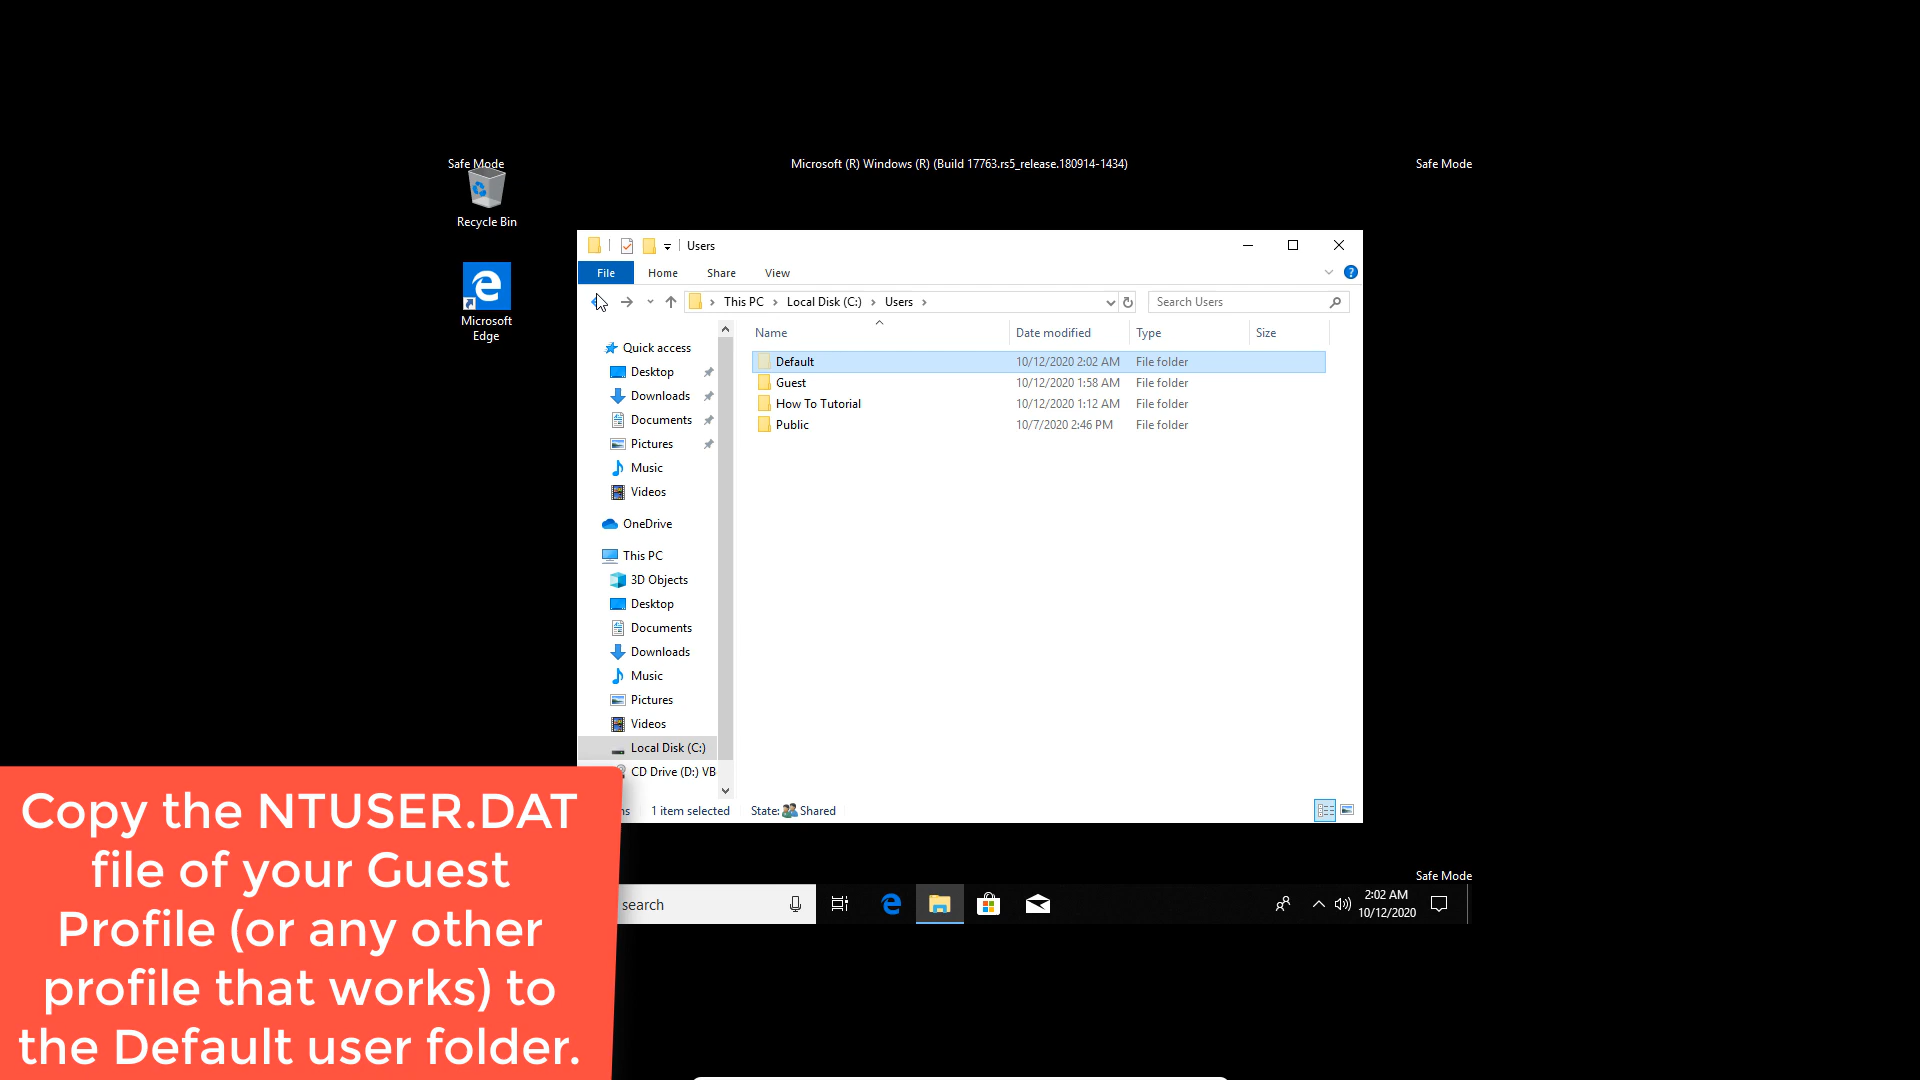 Safe Mode
Microsoft (R) Windows (R) (Build 17763.rs5_release.180914-1434)
Safe Mode
Recycle Bin
Microsoft
Edge
Users
File
Home
Share
View
This PC
Local Disk (C:)
Users
Search Users
Name
Date modified
Type
Size
Default
10/12/2020 2:02 AM
File folder
Guest
10/12/2020 1:58 AM
File folder
How To Tutorial
10/12/2020 1:12 AM
File folder
Public
10/7/2020 2:46 PM
File folder
Quick access
Desktop
Downloads
Documents
Pictures
Music
Videos
OneDrive
This PC
3D Objects
Desktop
Documents
Downloads
Music
Pictures
Videos
Local Disk (C:)
CD Drive (D:) VB
1 item selected
State:
Shared
Copy the NTUSER.DAT
file of your Guest
Profile (or any other
profile that works) to
the Default user folder.
Safe Mode
search
2:02 AM
10/12/2020